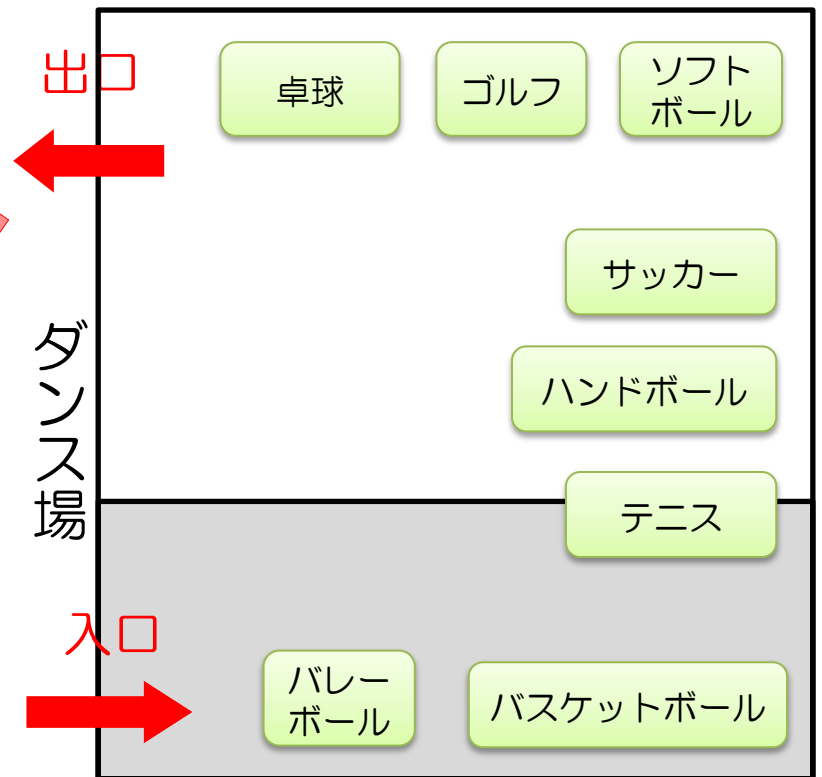 出口
卓球
ゴルフ
ソフト
ボール
サッカー
ハンドボール
ダンス場
テニス
入口
バレー
ボール
バスケットボール